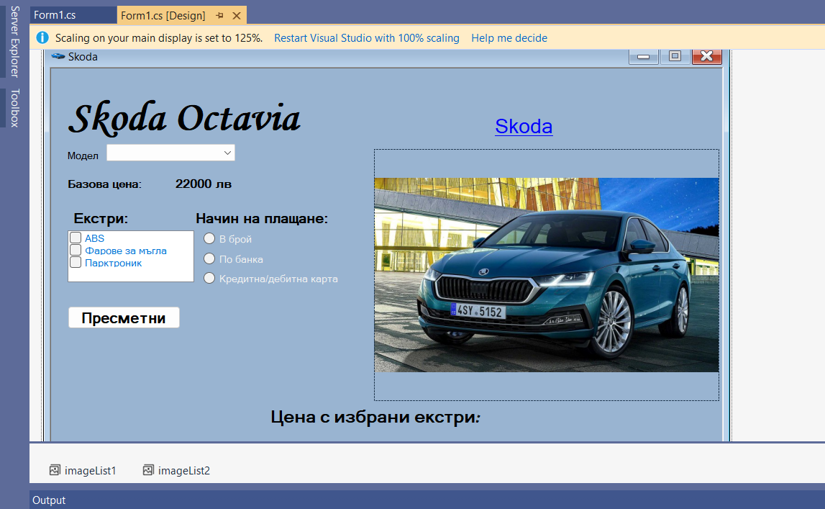 Form1.cs
Form1.cs [Design]
Server Explorer
Toolbox
Scaling on your main display is set to 125%. Restart Visual Studio with 100% scaling Help me decide
Skoda
Skoda Octavia
Skoda
Модел
Базова цена: 22000 лв
Екстри:
Начин на плащане:
ABS
Фарове за мъгла
Парктроник
В брой
По банка
Кредитна/дебитна карта
4SY 5152
Пресметни
Цена с избрани екстри:
imageList1
imageList2
Output